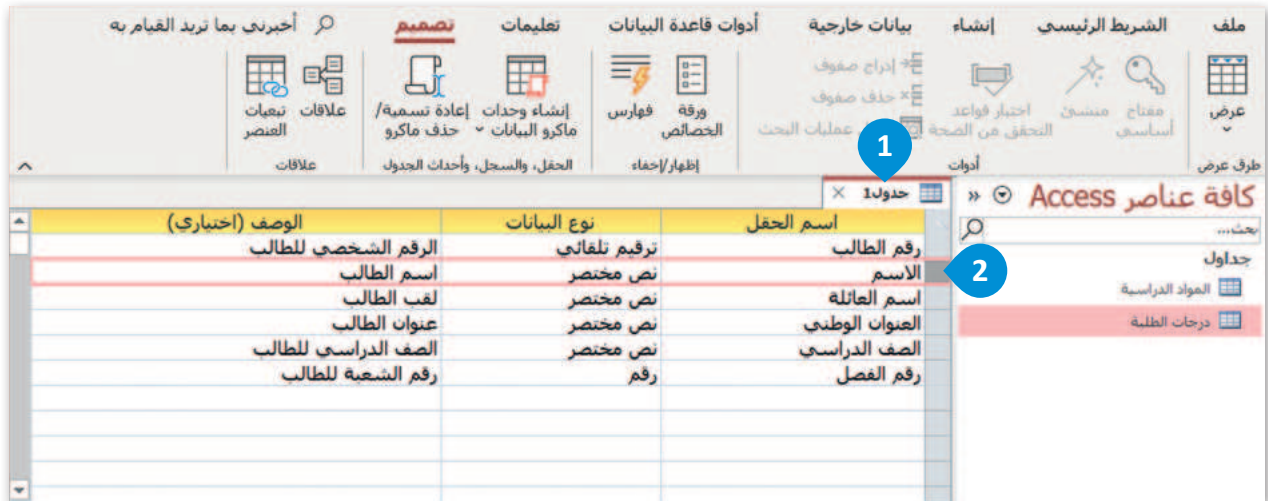 ملف الشريط الرئيسي إنشاء بيانات خارجية أدوات قاعدة البيانات تعليمات تصميم أخبرني بما تريد القيام به
عرض
مفتاح أساسي
منشئ
اختبار قواعد التحقق من الصحة
إدراج صفوف
حذف صفوف
عمليات البحث
ورقة الخصائص
فهارس
إنشاء وحدات ماكرو البيانات
إعادة تسمية/ حذف ماكرو
علاقات
تبعيات العنصر
طرق عرض أدوات إظهار/إخفاء الحقل، والسجل، وأحداث الجدول علاقات
1
كافة عناصر Access
بحث...
جداول
المواد الدراسية
درجات الطلبة
جدول1
2
اسم الحقل نوع البيانات الوصف (اختياري)
رقم الطالب ترقيم تلقائي الرقم الشخصي للطالب
الاسم نص مختصر اسم الطالب
اسم العائلة نص مختصر لقب الطالب
العنوان الوطني نص مختصر عنوان الطالب
الصف الدراسي نص مختصر الصف الدراسي للطالب
رقم الفصل رقم رقم الشعبة للطالب